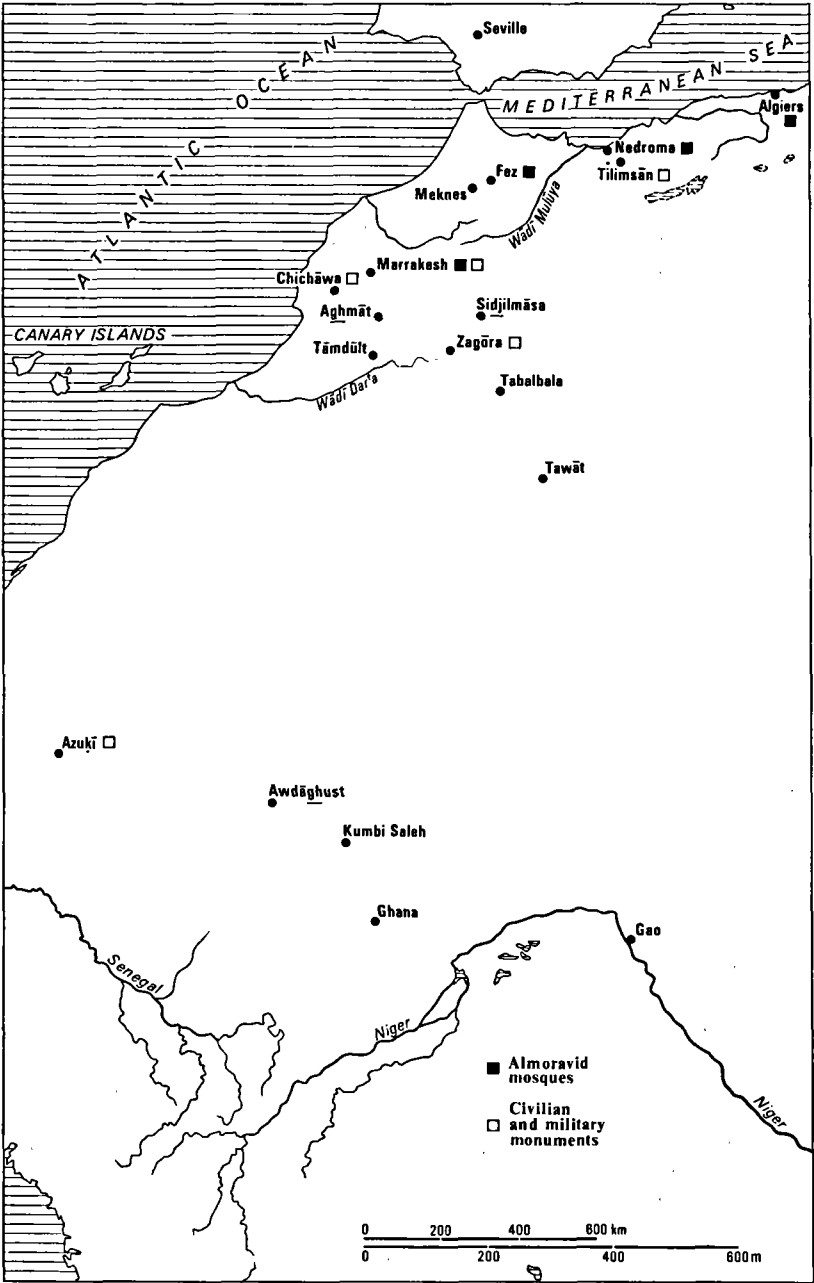 Seville
ATLANTIC OCEAN
MEDITERRANEAN SEA
Algiers
Nedroma
Tilimsān
Fez
Meknes
Wādī Mulūya
Marrakesh
Chichāwa
Aghmāt
Sidjilmāsa
CANARY ISLANDS
Tāmdūlt
Zagōra
Wādī Dar'a
Tabalbala
Tawāt
Azuḳī
Awdāghust
Kumbi Saleh
Ghana
Gao
Senegal
Niger
Niger
Almoravid
mosques
Civilian
and military
monuments
0 200 400 600 km
0 200 400 600 m